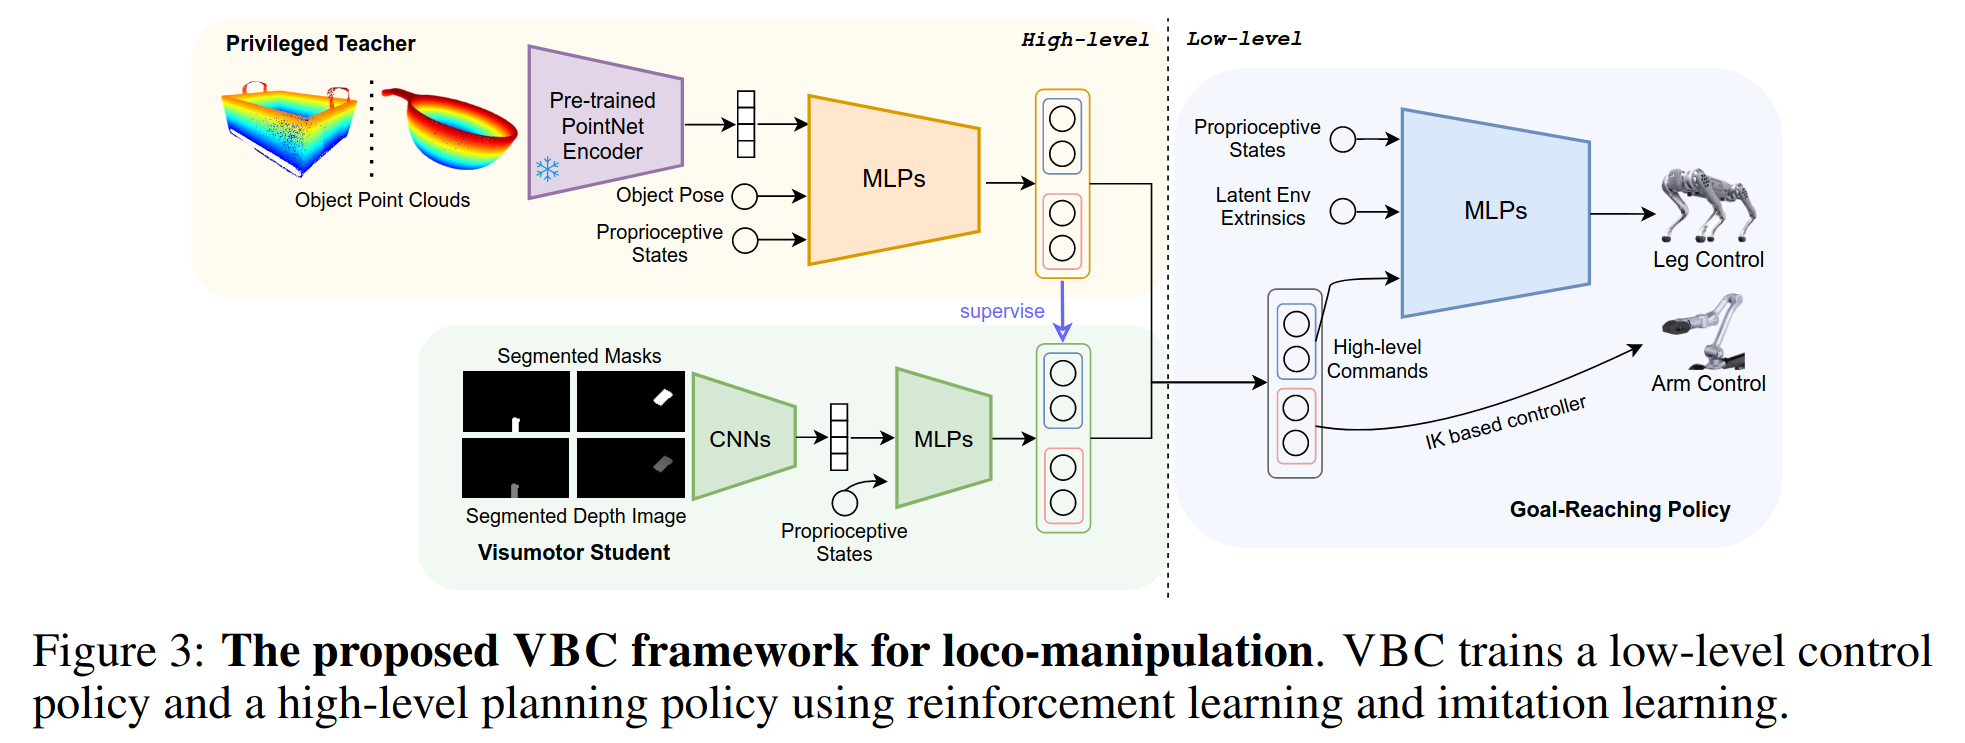 Privileged Teacher
High-level
Low-level
Pre-trained
PointNet
Encoder
Object Point Clouds
Object Pose
Proprioceptive
States
MLPs
supervise
Segmented Masks
Segmented Depth Image
Visumotor Student
CNNs
Proprioceptive
States
MLPs
Proprioceptive
States
Latent Env
Extrinsics
MLPs
High-level
Commands
Leg Control
Arm Control
IK based controller
Goal-Reaching Policy
Figure 3: The proposed VBC framework for loco-manipulation. VBC trains a low-level control
policy and a high-level planning policy using reinforcement learning and imitation learning.